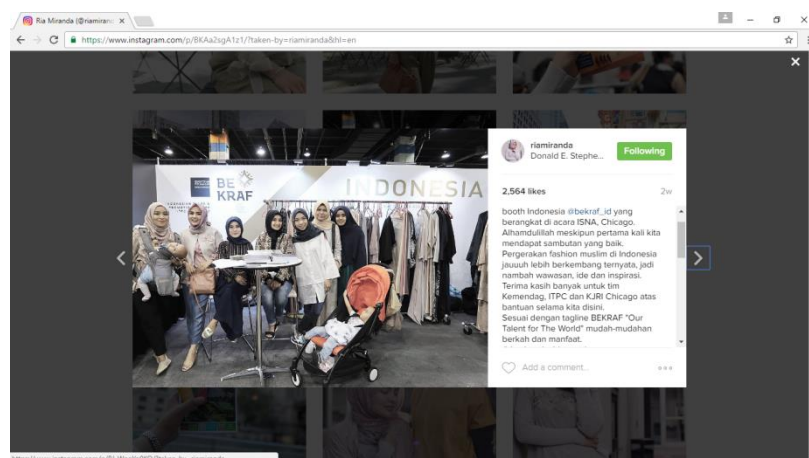 Ria Miranda (@riamiran
https://www.instagram.com/p/BKAa2sgA1z1/?taken-by=riamiranda&hl=en
BE
KRAF
INDONESIA
riamiranda
Donald E. Stephe...
Following
2,564 likes
2w
booth Indonesia @bekraf_id yang
berangkat di acara ISNA, Chicago.
Alhamdulillah meskipun pertama kali kita
mendapat sambutan yang baik.
Pergerakan fashion muslim di Indonesia
jauuuh lebih berkembang ternyata, jadi
nambah wawasan, ide dan inspirasi.
Terima kasih banyak untuk tim
Kemendag, ITPC dan KJRI Chicago atas
bantuan selama kita disini.
Sesuai dengan tagline BEKRAF "Our
Talent for The World" mudah-mudahan
berkah dan manfaat.
Add a comment...